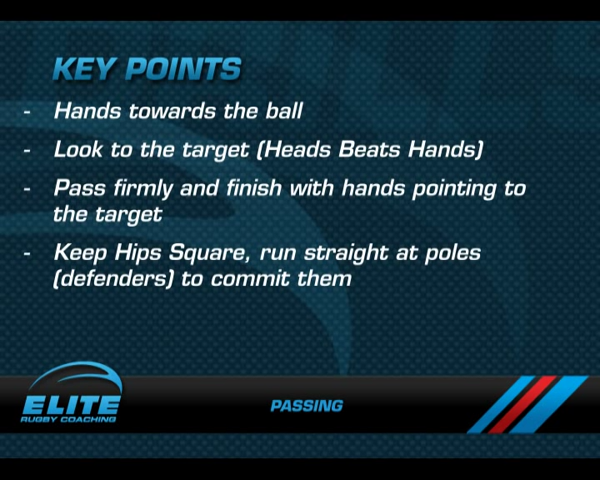 KEY POINTS
- Hands towards the ball
- Look to the target (Heads Beats Hands)
- Pass firmly and finish with hands pointing to
the target
- Keep Hips Square, run straight at poles
(defenders) to commit them
ELITE
RUGBY COACHING
PASSING